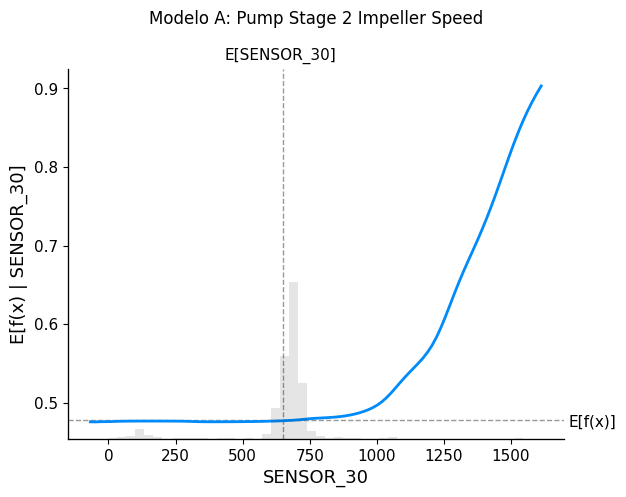 Modelo A: Pump Stage 2 Impeller Speed
E[SENSOR_30]
0.9
0.8
0.7
0.6
0.5
E[f(x) | SENSOR_30]
E[f(x)]
0 250 500 750 1000 1250 1500
SENSOR_30